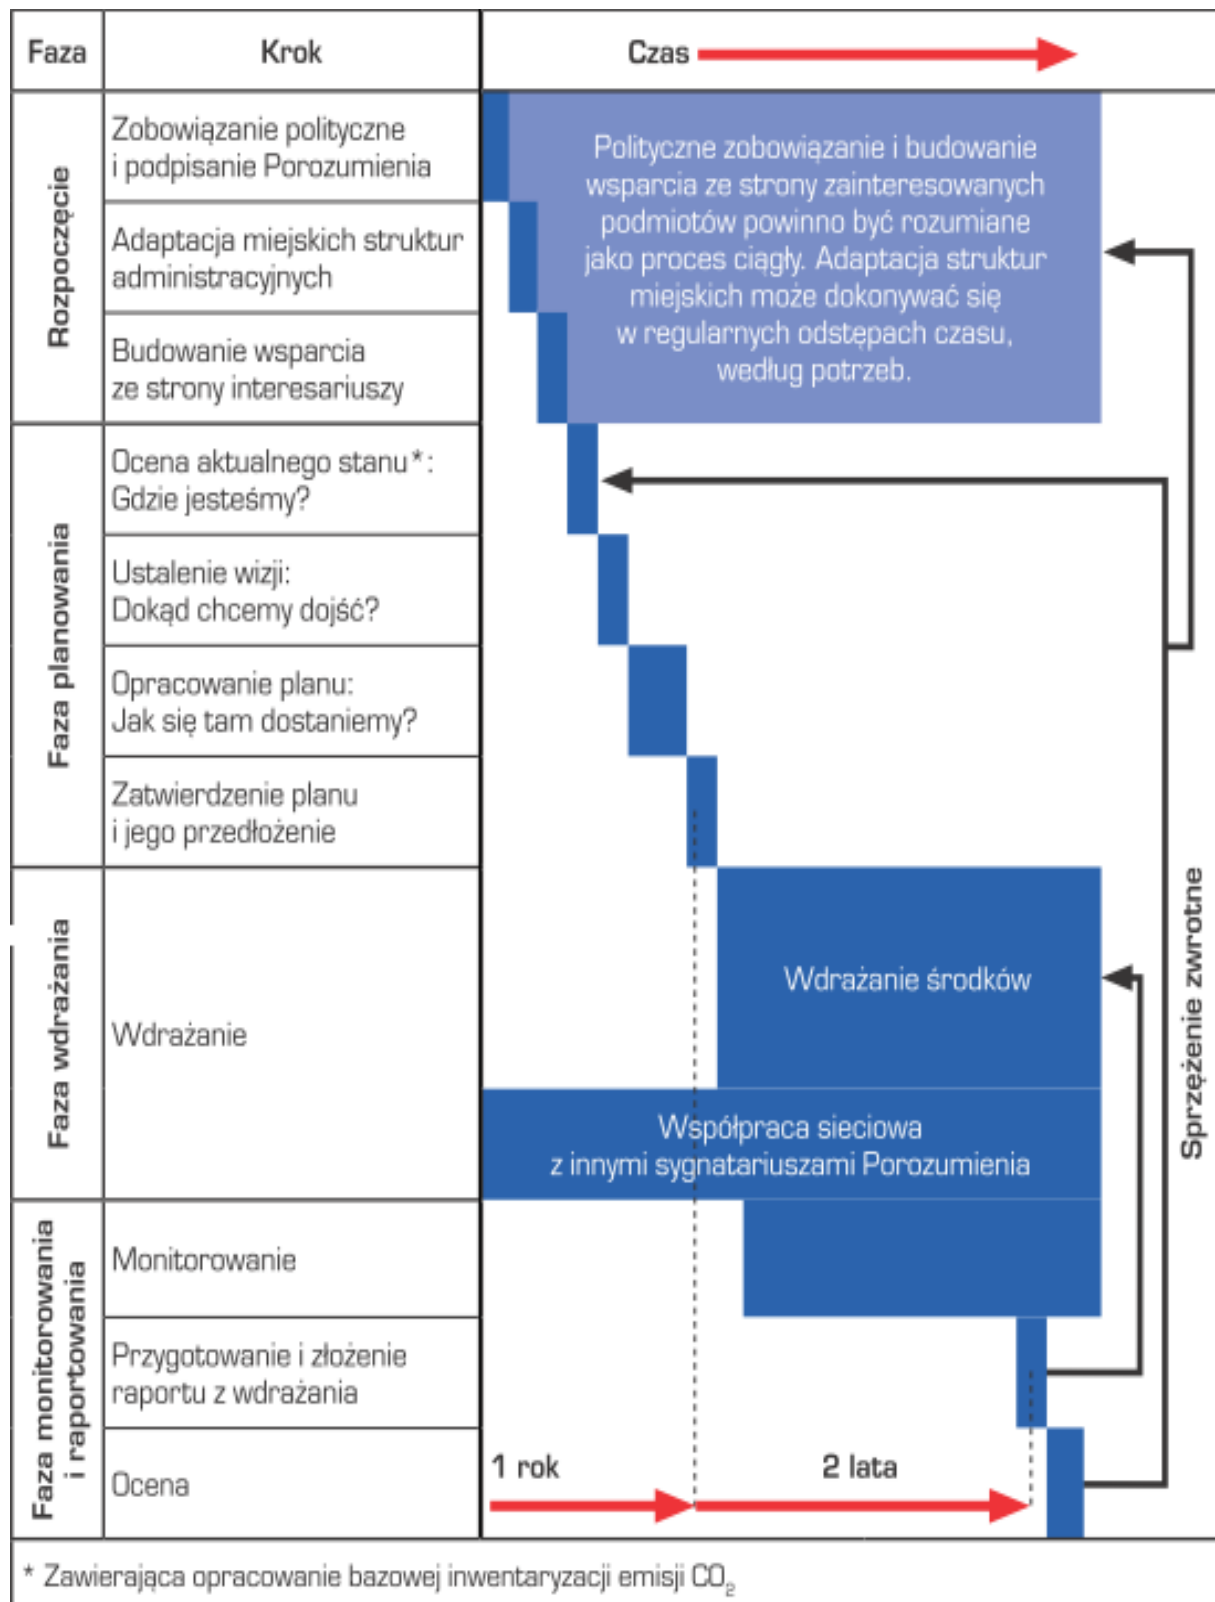 Faza
Krok
Czas
Rozpoczęcie
Zobowiązanie polityczne
i podpisanie Porozumienia
Adaptacja miejskich struktur
administracyjnych
Budowanie wsparcia
ze strony interesariuszy
Polityczne zobowiązanie i budowanie
wsparcia ze strony zainteresowanych
podmiotów powinno być rozumiane
jako proces ciągły. Adaptacja struktur
miejskich może dokonywać się
w regularnych odstępach czasu,
według potrzeb.
Faza planowania
Ocena aktualnego stanu*:
Gdzie jesteśmy?
Ustalenie wizji:
Dokąd chcemy dojść?
Opracowanie planu:
Jak się tam dostaniemy?
Zatwierdzenie planu
i jego przedłożenie
Faza wdrażania
Wdrażanie
Wdrażanie środków
Współpraca sieciowa
z innymi sygnatariuszami Porozumienia
Sprzężenie zwrotne
Faza monitorowania
i raportowania
Monitorowanie
Przygotowanie i złożenie
raportu z wdrażania
Ocena
1 rok
2 lata
* Zawierająca opracowanie bazowej inwentaryzacji emisji CO₂